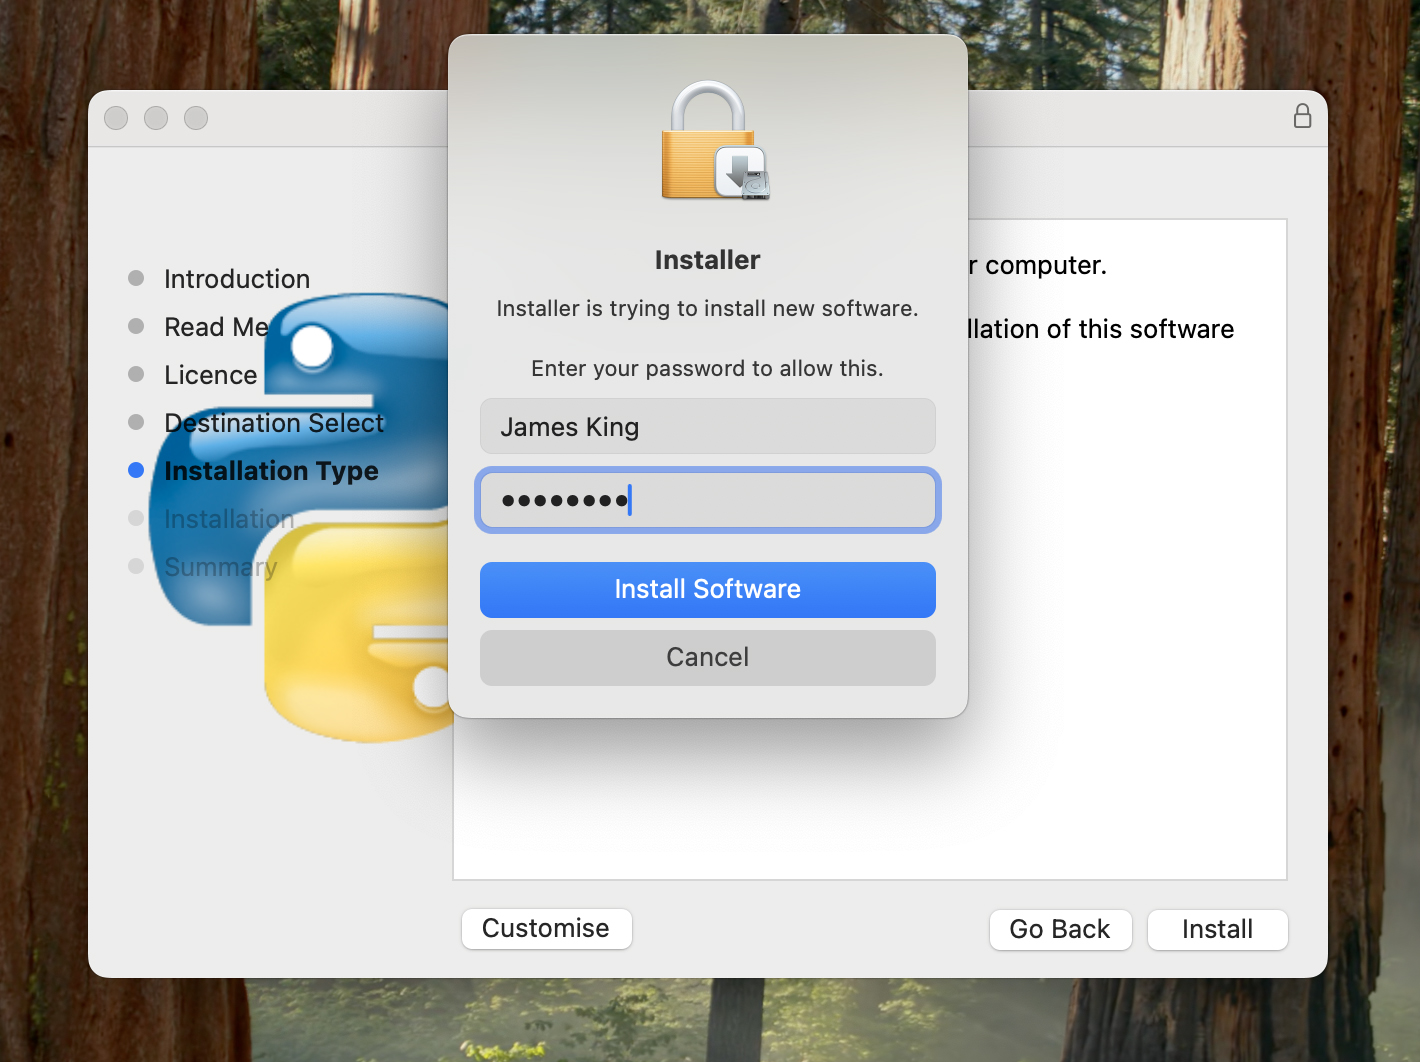 Installer
Installer is trying to install new software.
Enter your password to allow this.
James King
••••••••
Install Software
Cancel
Introduction
Read Me
Licence
Destination Select
Installation Type
Installation
Summary
computer.
of this software
Customise
Go Back
Install